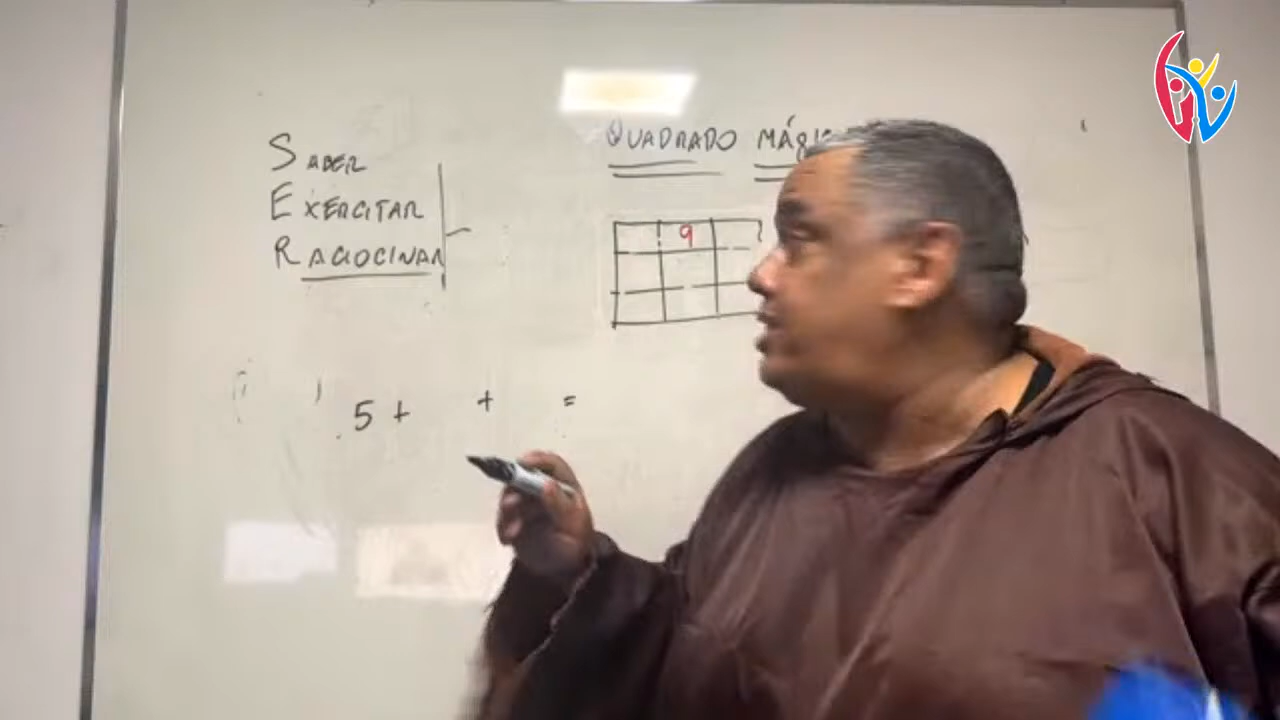 SABER
EXERCITAR
RACIOCINAR
QUADRADO
9
5 + + =